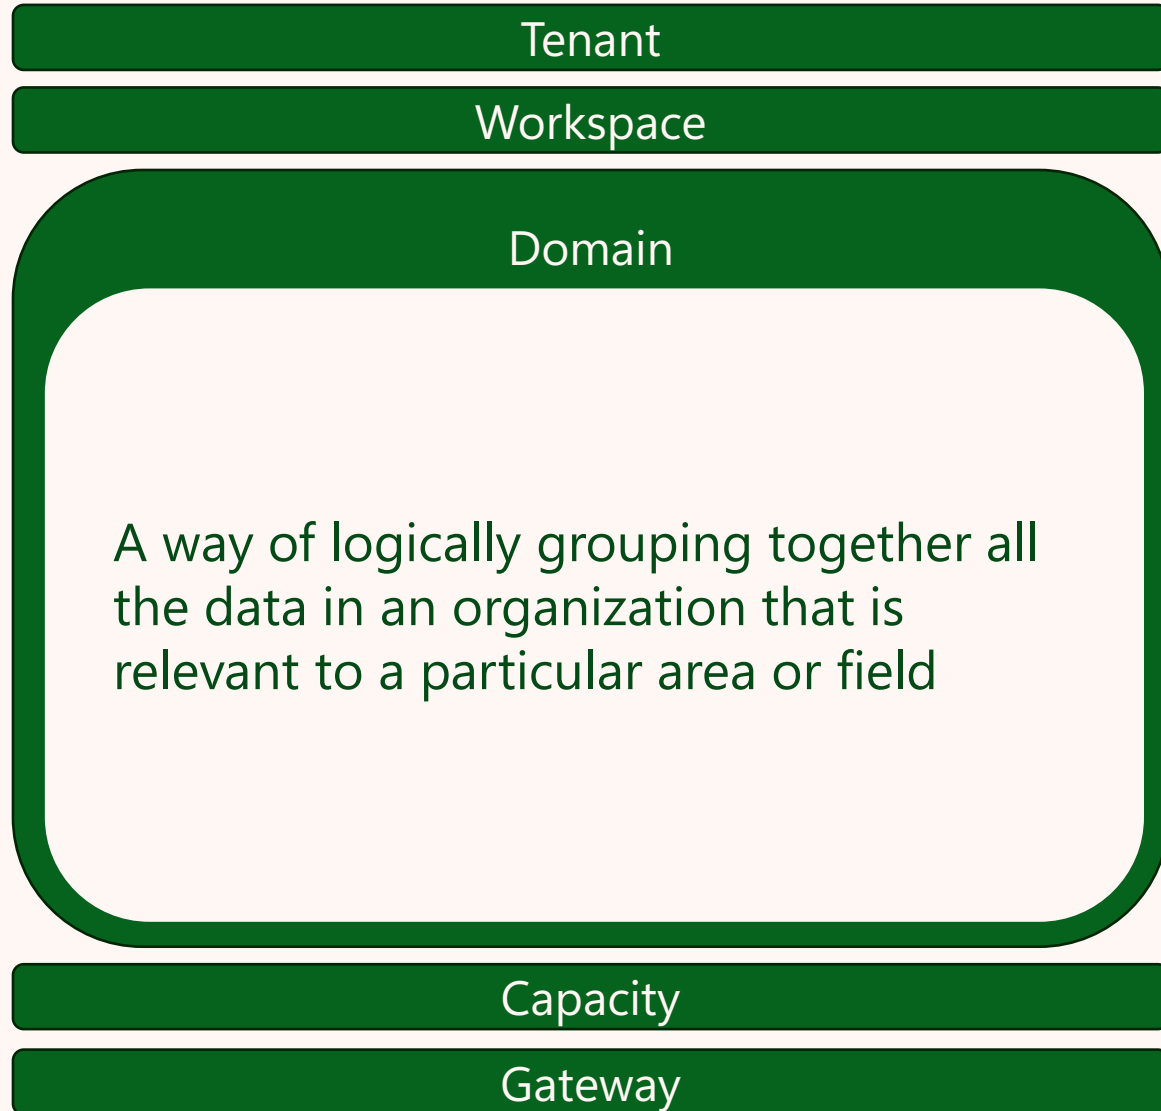 Tenant
Workspace
Domain
A way of logically grouping together all
the data in an organization that is
relevant to a particular area or field
Capacity
Gateway